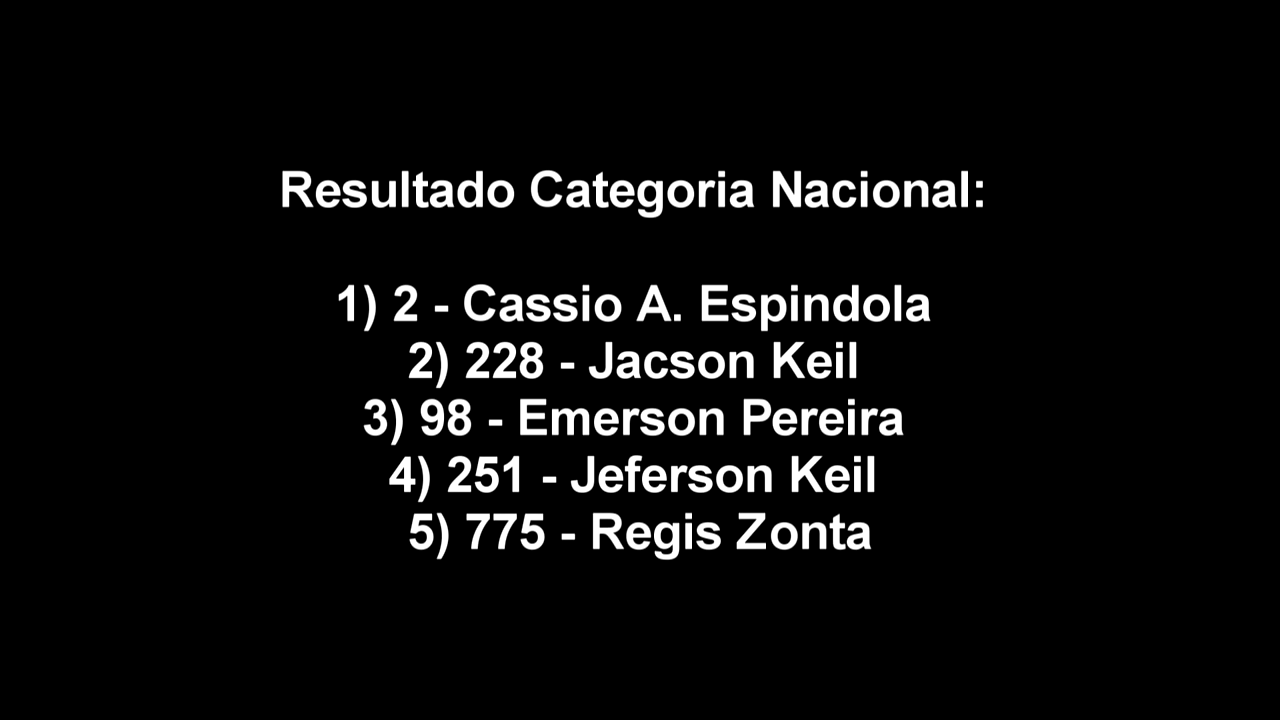 Resultado Categoria Nacional:
1) 2 - Cassio A. Espindola
2) 228 - Jacson Keil
3) 98 - Emerson Pereira
4) 251 - Jeferson Keil
5) 775 - Regis Zonta